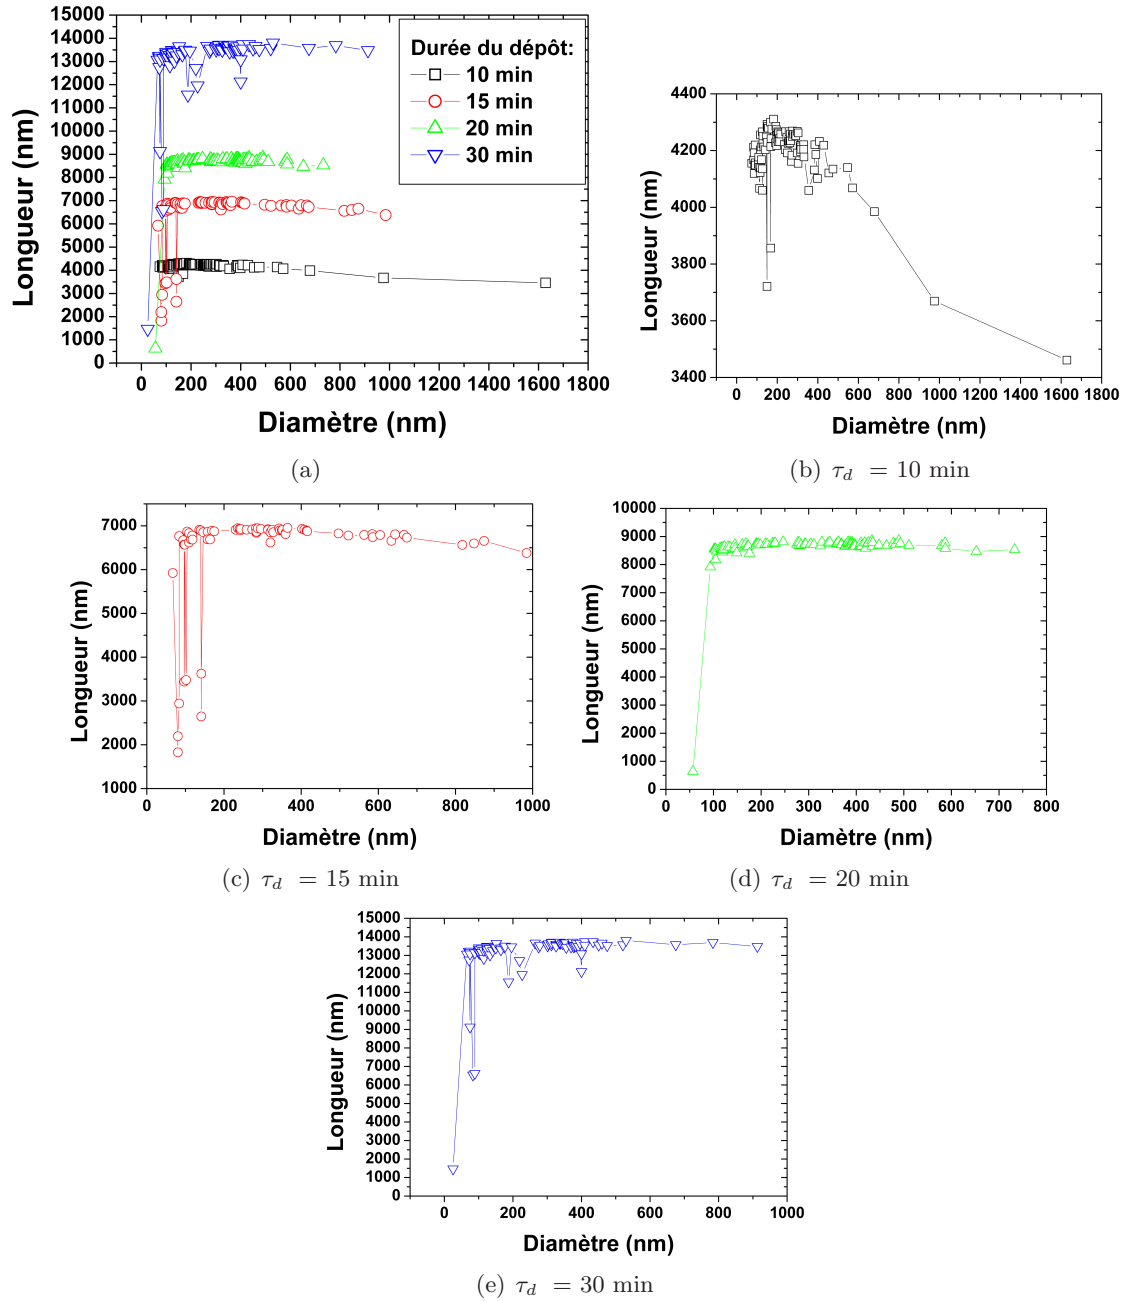 15000
14000
13000
12000
11000
10000
9000
8000
7000
6000
5000
4000
3000
2000
1000
0
Longueur (nm)
Durée du dépôt:
10 min
15 min
20 min
30 min
0 200 400 600 800 1000 1200 1400 1600 1800
Diamètre (nm)
(a)
4400
4200
4000
3800
3600
3400
Longueur (nm)
0 200 400 600 800 1000 1200 1400 1600 1800
Diamètre (nm)
(b) τd = 10 min
7000
6000
5000
4000
3000
2000
1000
Longueur (nm)
0 200 400 600 800 1000
Diamètre (nm)
(c) τd = 15 min
10000
9000
8000
7000
6000
5000
4000
3000
2000
1000
0
Longueur (nm)
0 100 200 300 400 500 600 700 800
Diamètre (nm)
(d) τd = 20 min
15000
14000
13000
12000
11000
10000
9000
8000
7000
6000
5000
4000
3000
2000
1000
0
Longueur (nm)
0 200 400 600 800 1000
Diamètre (nm)
(e) τd = 30 min